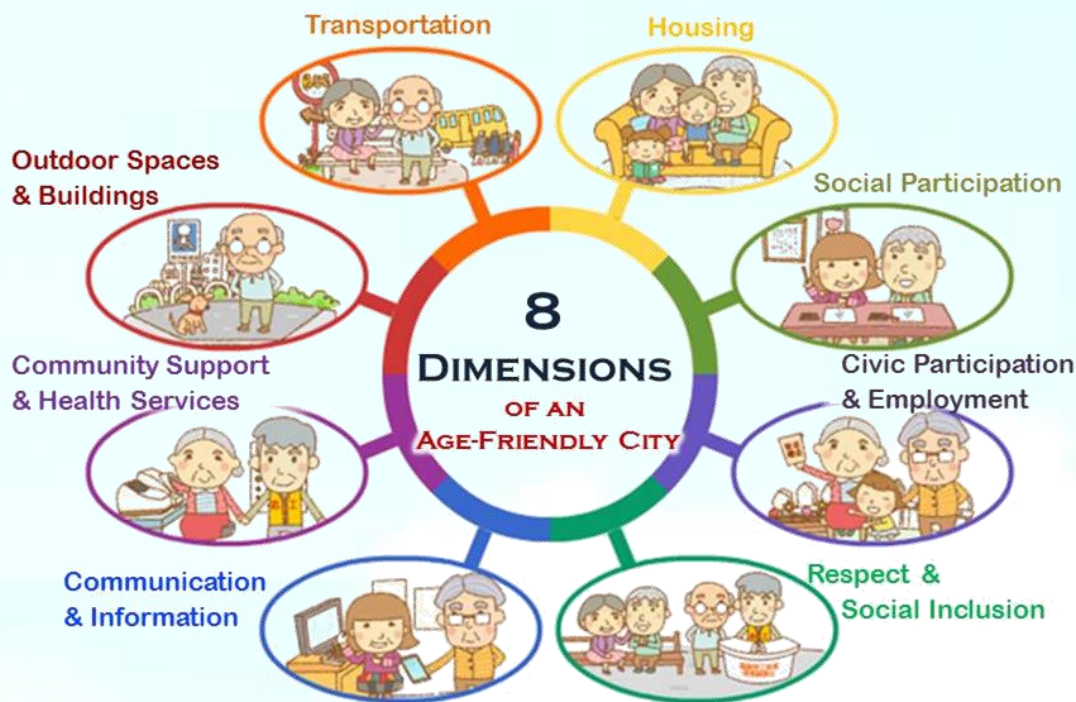 Transportation
Housing
Outdoor Spaces
& Buildings
Social Participation
8
DIMENSIONS
OF AN
AGE-FRIENDLY CITY
Community Support
& Health Services
Civic Participation
& Employment
Communication
& Information
Respect &
Social Inclusion